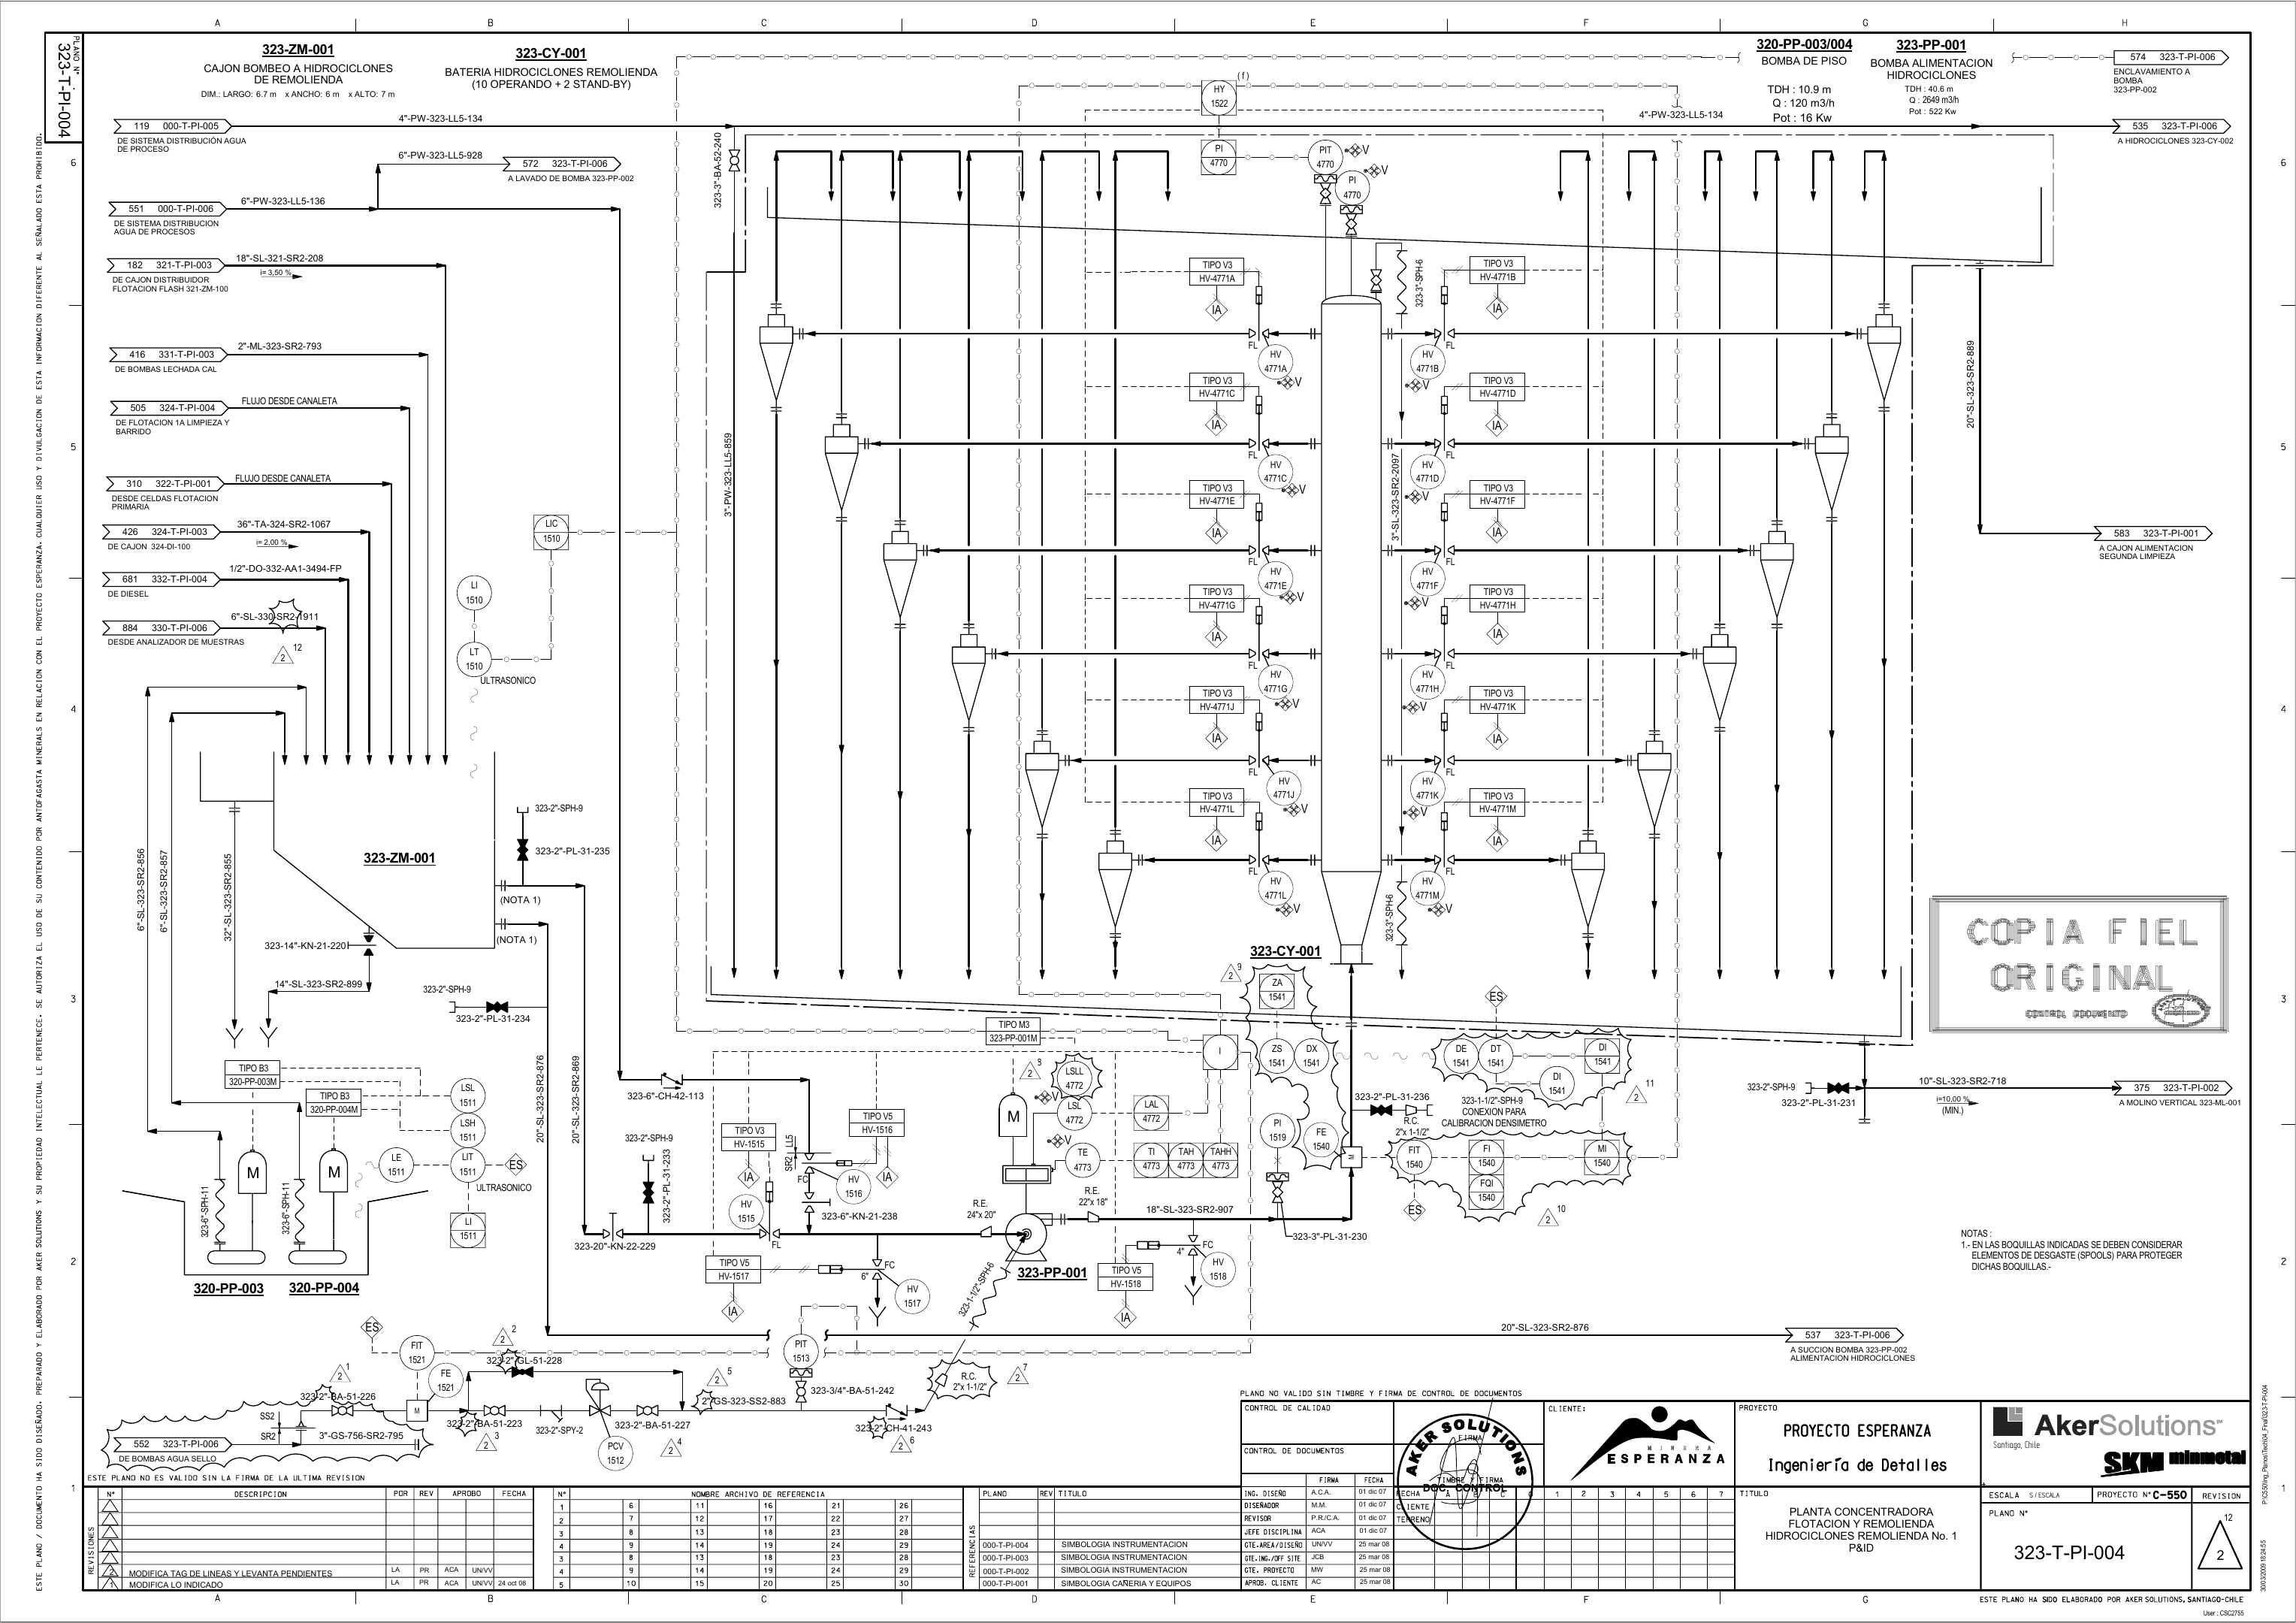 A B C D E F G H
PLANO N°
323-T-PI-004
323-ZM-001
CAJON BOMBEO A HIDROCICLONES
DE REMOLIENDA
DIM.: LARGO: 6.7 m x ANCHO: 6 m x ALTO: 7 m
323-CY-001
BATERIA HIDROCICLONES REMOLIENDA
(10 OPERANDO + 2 STAND-BY)
320-PP-003/004
BOMBA DE PISO
TDH : 10.9 m
Q : 120 m3/h
Pot : 16 Kw
323-PP-001
BOMBA ALIMENTACION
HIDROCICLONES
TDH : 40.6 m
Q : 2649 m3/h
Pot : 522 Kw
574 323-T-PI-006
ENCLAVAMIENTO A
BOMBA
323-PP-002
119 000-T-PI-005
DE SISTEMA DISTRIBUCIÓN AGUA
DE PROCESO
4"-PW-323-LL5-134
4"-PW-323-LL5-134
535 323-T-PI-006
A HIDROCICLONES 323-CY-002
6"-PW-323-LL5-928
572 323-T-PI-006
A LAVADO DE BOMBA 323-PP-002
551 000-T-PI-006
DE SISTEMA DISTRIBUCION
AGUA DE PROCESOS
6"-PW-323-LL5-136
182 321-T-PI-003
DE CAJON DISTRIBUIDOR
FLOTACION FLASH 321-ZM-100
18"-SL-321-SR2-208
i= 3,50 %
416 331-T-PI-003
DE BOMBAS LECHADA CAL
2"-ML-323-SR2-793
505 324-T-PI-004
DE FLOTACION 1A LIMPIEZA Y
BARRIDO
FLUJO DESDE CANALETA
310 322-T-PI-001
DESDE CELDAS FLOTACION
PRIMARIA
FLUJO DESDE CANALETA
426 324-T-PI-003
DE CAJON 324-DI-100
36"-TA-324-SR2-1067
i= 2,00 %
681 332-T-PI-004
DE DIESEL
1/2"-DO-332-AA1-3494-FP
884 330-T-PI-006
DESDE ANALIZADOR DE MUESTRAS
6"-SL-330-SR2-1911
2 12
LIC 1510
LI 1510
LT 1510
ULTRASONICO
323-3"-BA-52-240
3"-PW-323-LL5-859
HY 1522
(f)
PI 4770
PIT 4770
V
PI 4770
V
323-3"-SPH-6
3"-SL-323-SR2-2097
323-3"-SPH-6
TIPO V3
HV-4771A
IA
HV 4771A
FL
V
TIPO V3
HV-4771B
IA
HV 4771B
FL
V
TIPO V3
HV-4771C
IA
HV 4771C
FL
V
TIPO V3
HV-4771D
IA
HV 4771D
FL
V
TIPO V3
HV-4771E
IA
HV 4771E
FL
V
TIPO V3
HV-4771F
IA
HV 4771F
FL
V
TIPO V3
HV-4771G
IA
HV 4771G
FL
V
TIPO V3
HV-4771H
IA
HV 4771H
FL
V
TIPO V3
HV-4771J
IA
HV 4771J
FL
V
TIPO V3
HV-4771K
IA
HV 4771K
FL
V
TIPO V3
HV-4771L
IA
HV 4771L
FL
V
TIPO V3
HV-4771M
IA
HV 4771M
FL
V
20"-SL-323-SR2-889
583 323-T-PI-001
A CAJON ALIMENTACION
SEGUNDA LIMPIEZA
COPIA FIEL
ORIGINAL
CONTROL DOCUMENTO
6"-SL-323-SR2-856
6"-SL-323-SR2-857
32"-SL-323-SR2-855
323-ZM-001
323-14"-KN-21-220
14"-SL-323-SR2-899
323-2"-SPH-9
323-2"-PL-31-235
(NOTA 1)
(NOTA 1)
323-2"-SPH-9
323-2"-PL-31-234
20"-SL-323-SR2-876
20"-SL-323-SR2-869
TIPO B3
320-PP-003M
TIPO B3
320-PP-004M
M
M
323-6"-SPH-11
323-6"-SPH-11
LE 1511
LSL 1511
LSH 1511
LIT 1511
ES
ULTRASONICO
LI 1511
320-PP-003
320-PP-004
323-6"-CH-42-113
323-2"-SPH-9
323-2"-PL-31-233
323-20"-KN-22-229
TIPO V3
HV-1515
IA
HV 1515
FL
TIPO V5
HV-1516
IA
HV 1516
FC
SR2 LL5
323-6"-KN-21-238
TIPO V5
HV-1517
IA
6"
FC
HV 1517
TIPO M3
323-PP-001M
M
2 9
LSLL 4772
V
LSL 4772
LAL 4772
V
TE 4773
TI 4773
TAH 4773
TAHH 4773
I
R.E.
24"x 20"
R.E.
22"x 18"
18"-SL-323-SR2-907
323-PP-001
TIPO V5
HV-1518
IA
4"
FC
HV 1518
323-1-1/2"-SPH-6
323-CY-001
2 9
ZA 1541
ZS 1541
DX 1541
PI 1519
FE 1540
M
323-3"-PL-31-230
323-2"-PL-31-236
R.C.
2"x 1-1/2"
323-1-1/2"-SPH-9
CONEXION PARA
CALIBRACION DENSIMETRO
ES
DE 1541
DT 1541
DI 1541
DI 1541
2 11
FIT 1540
FI 1540
FQI 1540
MI 1540
ES
2 10
323-2"-SPH-9
323-2"-PL-31-231
10"-SL-323-SR2-718
i=10,00 %
(MIN.)
375 323-T-PI-002
A MOLINO VERTICAL 323-ML-001
NOTAS :
1.- EN LAS BOQUILLAS INDICADAS SE DEBEN CONSIDERAR
ELEMENTOS DE DESGASTE (SPOOLS) PARA PROTEGER
DICHAS BOQUILLAS.-
20"-SL-323-SR2-876
537 323-T-PI-006
A SUCCION BOMBA 323-PP-002
ALIMENTACION HIDROCICLONES
ES
FIT 1521
FE 1521
M
2 1
323-2"-BA-51-226
2 2
323-2"-GL-51-228
323-2"-BA-51-223
2 3
323-2"-SPY-2
PCV 1512
323-2"-BA-51-227
2 4
2 5
2"-GS-323-SS2-883
PIT 1513
323-3/4"-BA-51-242
323-2"-CH-41-243
2 6
R.C.
2"x 1-1/2"
2 7
SS2
SR2
3"-GS-756-SR2-795
552 323-T-PI-006
DE BOMBAS AGUA SELLO
ESTE PLANO NO ES VALIDO SIN LA FIRMA DE LA ULTIMA REVISION
PLANO NO VALIDO SIN TIMBRE Y FIRMA DE CONTROL DE DOCUMENTOS
REVISIONES
N° DESCRIPCION POR REV APROBO FECHA
2 MODIFICA TAG DE LINEAS Y LEVANTA PENDIENTES LA PR ACA UN/VV
1 MODIFICA LO INDICADO LA PR ACA UN/VV 24 oct 08
N° NOMBRE ARCHIVO DE REFERENCIA
1 6 11 16 21 26
2 7 12 17 22 27
3 8 13 18 23 28
4 9 14 19 24 29
3 8 13 18 23 28
4 9 14 19 24 29
5 10 15 20 25 30
REFERENCIAS
PLANO REV TITULO
000-T-PI-004 SIMBOLOGIA INSTRUMENTACION
000-T-PI-003 SIMBOLOGIA INSTRUMENTACION
000-T-PI-002 SIMBOLOGIA INSTRUMENTACION
000-T-PI-001 SIMBOLOGIA CAÑERIA Y EQUIPOS
CONTROL DE CALIDAD
CONTROL DE DOCUMENTOS
FIRMA FECHA
ING. DISEÑO A.C.A. 01 dic 07
DISEÑADOR M.M. 01 dic 07
REVISOR P.R./C.A. 01 dic 07
JEFE DISCIPLINA ACA 01 dic 07
GTE.AREA/DISEÑO UN/VV 25 mar 08
GTE.ING./OFF SITE JCB 25 mar 08
GTE. PROYECTO MW 25 mar 08
APROB. CLIENTE AC 25 mar 08
AKER SOLUTIONS
FIRMA
TIMBRE Y FIRMA
DOC. CONTROL
FECHA A B C 0 1 2 3 4 5 6 7
CLIENTE
TERRENO
CLIENTE:
MINERA
ESPERANZA
PROYECTO
PROYECTO ESPERANZA
Ingeniería de Detalles
TITULO
PLANTA CONCENTRADORA
FLOTACION Y REMOLIENDA
HIDROCICLONES REMOLIENDA No. 1
P&ID
AkerSolutions
Santiago, Chile
SKM minmetal
ESCALA S / ESCALA PROYECTO N° C-550 REVISION
PLANO N°
323-T-PI-004
12
2
ESTE PLANO HA SIDO ELABORADO POR AKER SOLUTIONS, SANTIAGO-CHILE
User : CSC2755
30/03/2009 18:24:55
A B C D E F G
6 5 4 3 2 1
6 5 4 3 2 1
ESTE PLANO / DOCUMENTO HA SIDO DISEÑADO, PREPARADO Y ELABORADO POR AKER SOLUTIONS Y SU PROPIEDAD INTELECTUAL LE PERTENECE. SE AUTORIZA EL USO DE SU CONTENIDO POR ANTOFAGASTA MINERALS EN RELACION CON EL PROYECTO ESPERANZA. CUALQUIER USO Y DIVULGACION DE ESTA INFORMACION DIFERENTE AL SEÑALADO ESTA PROHIBIDO.